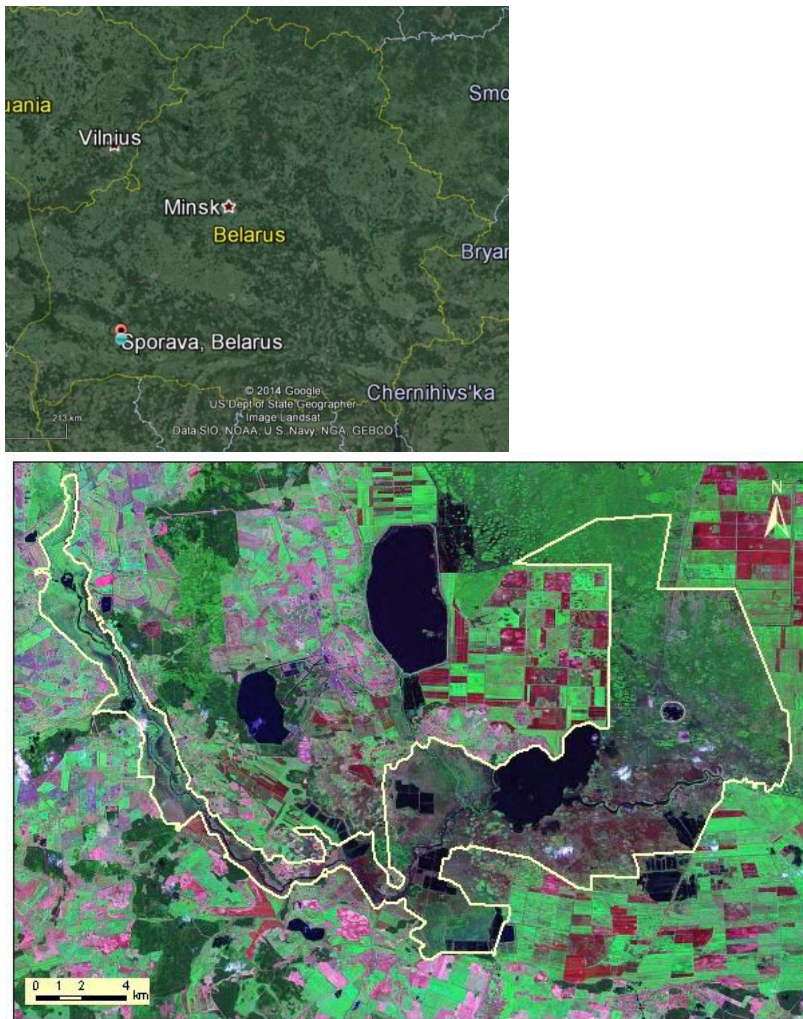 Smo
uania
Vilnius
Minsk
Belarus
Bryan
Sporava, Belarus
© 2014 Google
US Dept of State Geographer
Image Landsat
Data SIO, NOAA, U.S. Navy, NGA, GEBCO
Chernihivs'ka
213 km
N
0 1 2 4
km